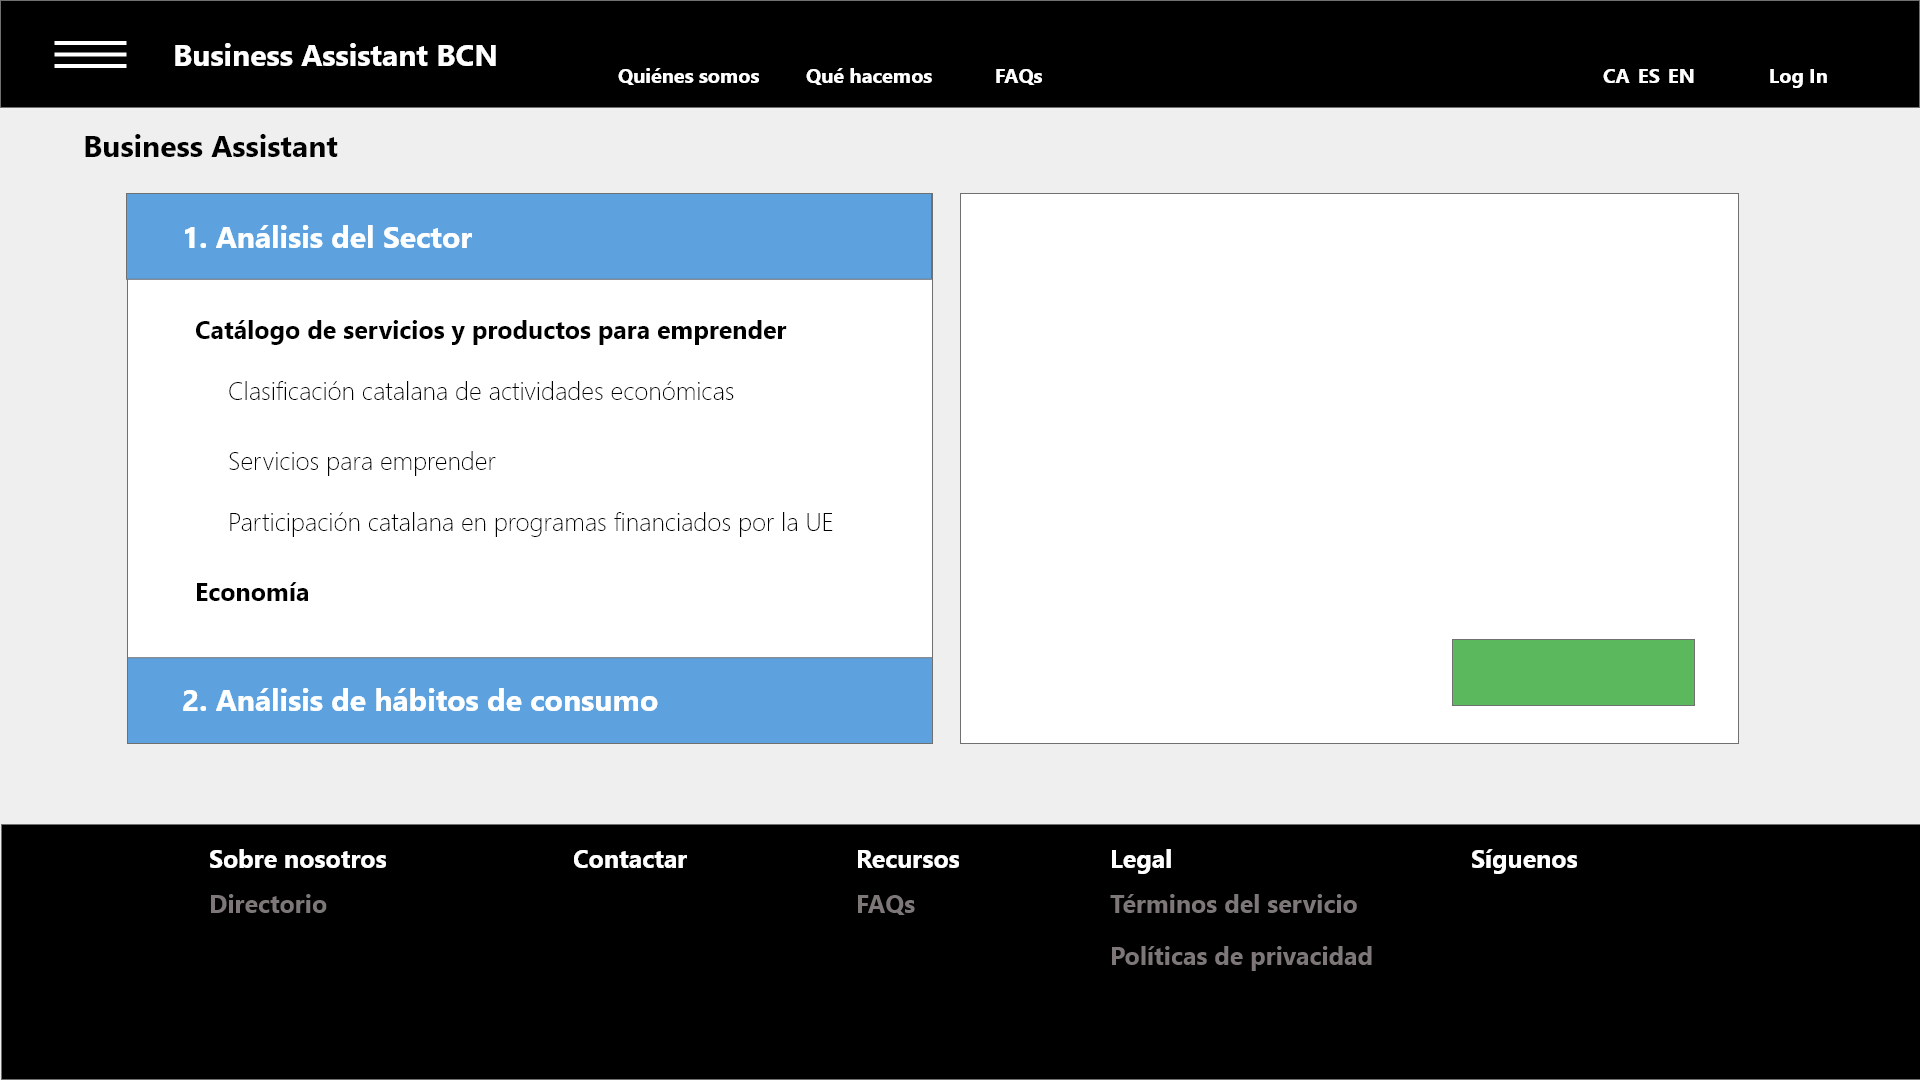 Business Assistant BCN
Quiénes somos
Qué hacemos
FAQs
CA ES EN
Log In
Business Assistant
1. Análisis del Sector
Catálogo de servicios y productos para emprender
Clasificación catalana de actividades económicas
Servicios para emprender
Participación catalana en programas financiados por la UE
Economía
2. Análisis de hábitos de consumo
Sobre nosotros
Directorio
Contactar
Recursos
FAQs
Legal
Términos del servicio
Políticas de privacidad
Síguenos